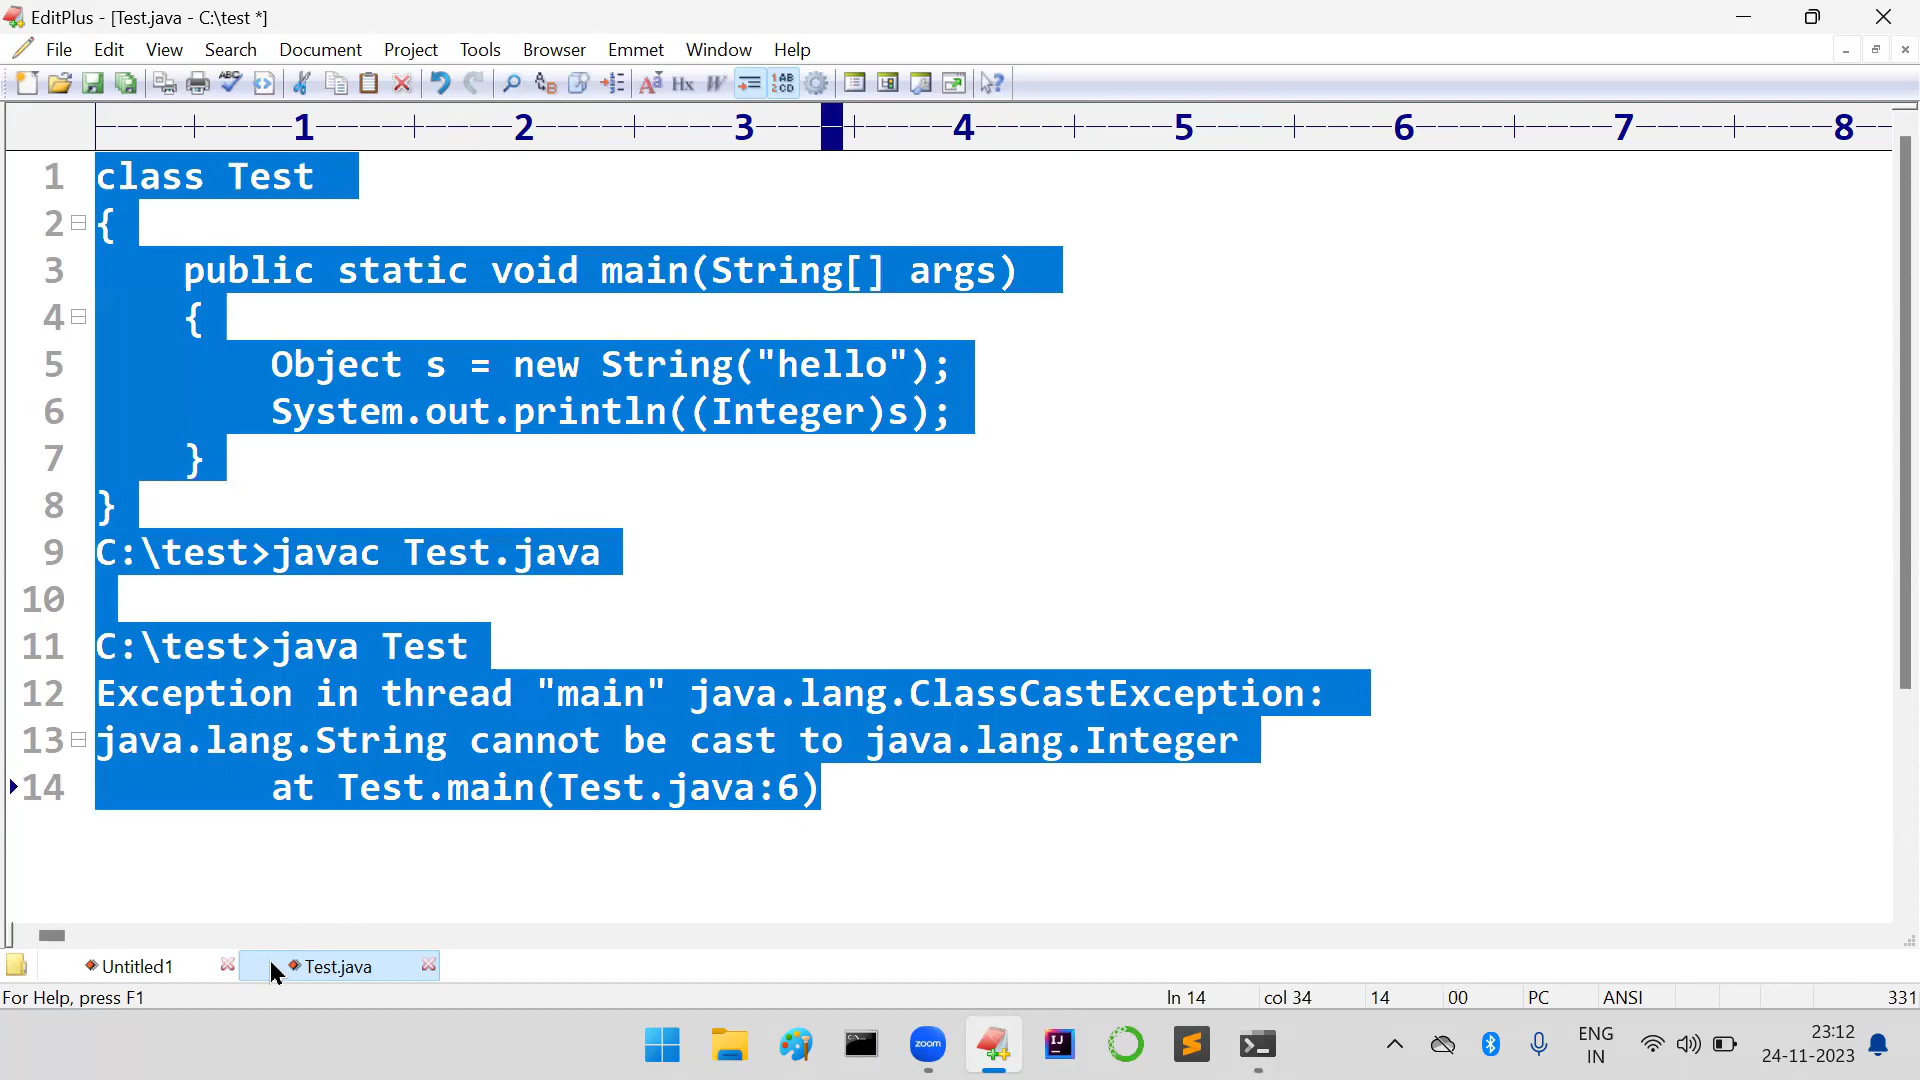 EditPlus - [Test.java - C:\test *]
File Edit View Search Document Project Tools Browser Emmet Window Help
1 2 3 4 5 6 7 8
1 class Test
2 {
3 public static void main(String[] args)
4 {
5 Object s = new String("hello");
6 System.out.println((Integer)s);
7 }
8 }
9 C:\test>javac Test.java
10
11 C:\test>java Test
12 Exception in thread "main" java.lang.ClassCastException:
13 java.lang.String cannot be cast to java.lang.Integer
14 at Test.main(Test.java:6)
Untitled1 Test.java
For Help, press F1 ln 14 col 34 14 00 PC ANSI 331
zoom IJ ENG IN 23:12 24-11-2023